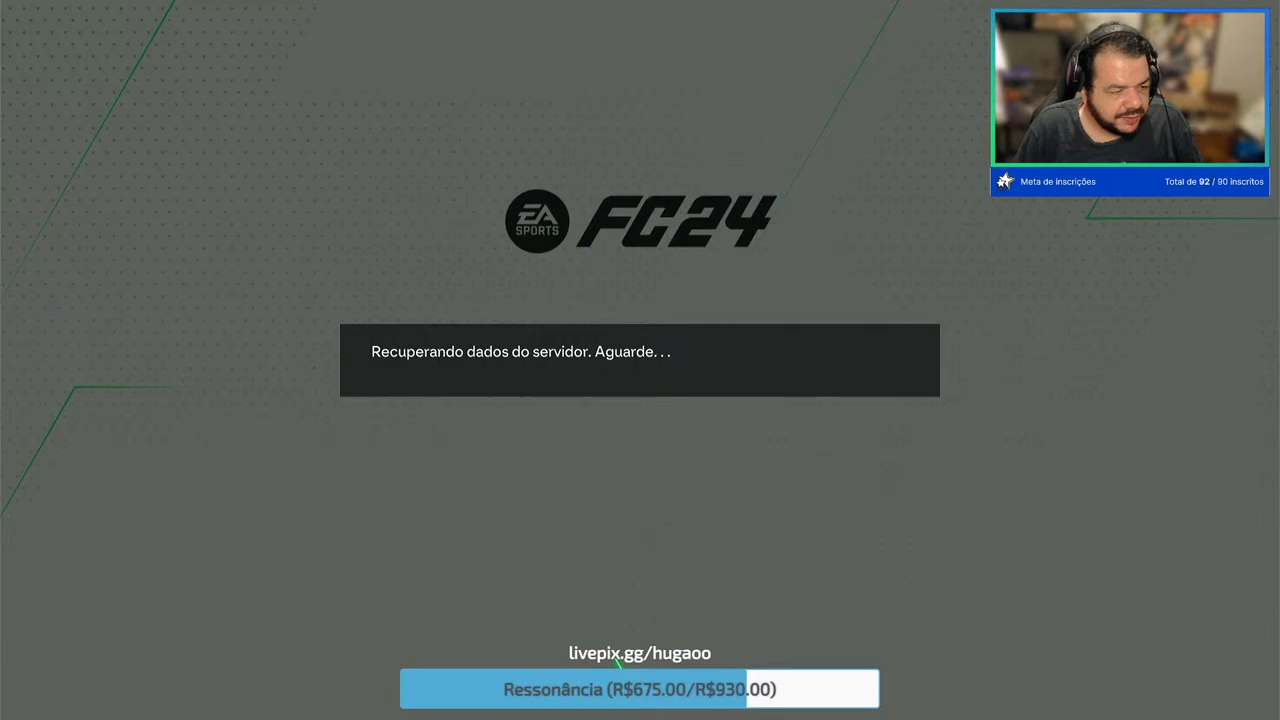 Meta de inscrições
Total de 92 / 90 inscritos
EA SPORTS FC24
Recuperando dados do servidor. Aguarde. . .
livepix.gg/hugaoo
Ressonância (R$675.00/R$930.00)